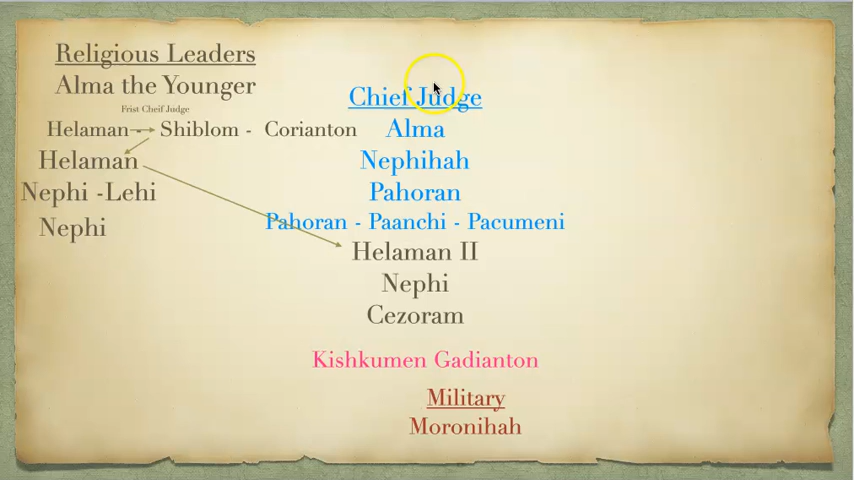 Religious Leaders
Alma the Younger
Frist Cheif Judge
Helaman - Shiblom - Corianton
Helaman
Nephi -Lehi
Nephi
Chief Judge
Alma
Nephihah
Pahoran
Pahoran - Paanchi - Pacumeni
Helaman II
Nephi
Cezoram
Kishkumen Gadianton
Military
Moronihah